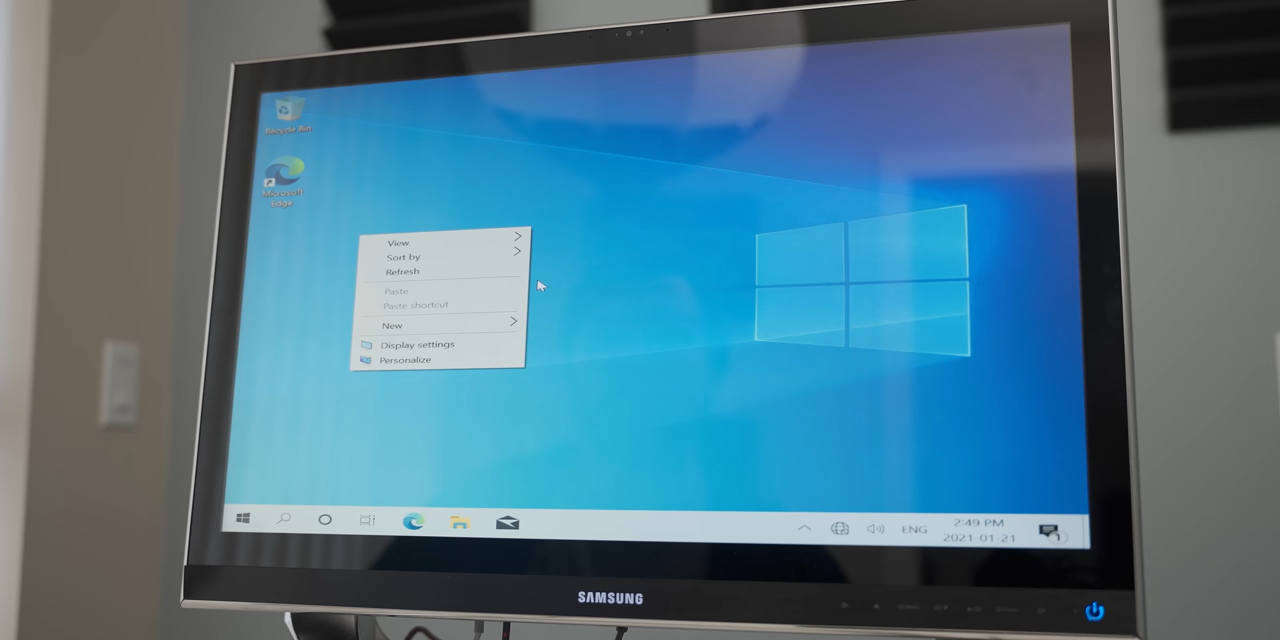 Recycle Bin
Microsoft
Edge
View
Sort by
Refresh
Paste
Paste shortcut
New
Display settings
Personalize
ENG
2:49 PM
2021-01-21
1
SAMSUNG